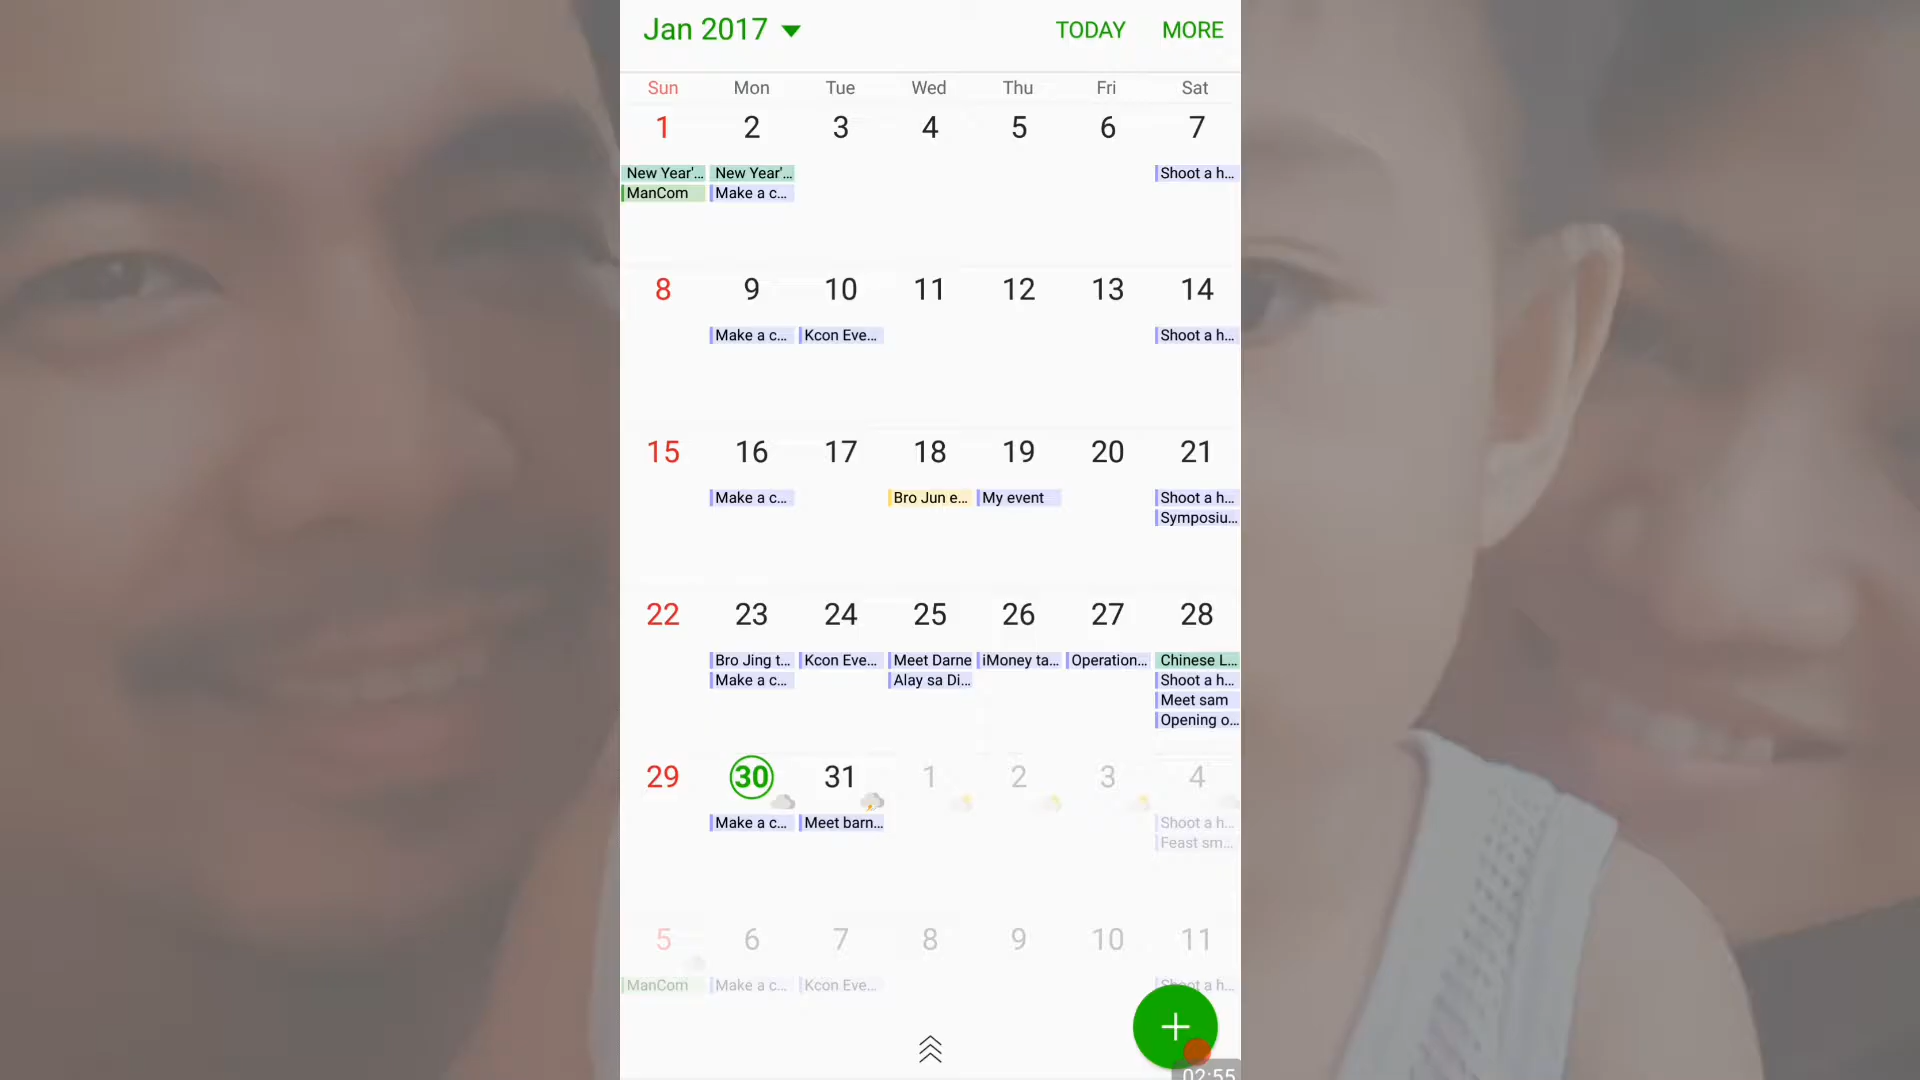 Jan 2017 TODAY MORE
Sun Mon Tue Wed Thu Fri Sat
1 2 3 4 5 6 7
New Year'... New Year'... Shoot a h...
ManCom Make a c...
8 9 10 11 12 13 14
Make a c... Kcon Eve... Shoot a h...
15 16 17 18 19 20 21
Make a c... Bro Jun e... My event Shoot a h...
Symposiu...
22 23 24 25 26 27 28
Bro Jing t... Kcon Eve... Meet Darne iMoney ta... Operation... Chinese L...
Make a c... Alay sa Di... Shoot a h...
Meet sam
Opening o...
29 30 31 1 2 3 4
Make a c... Meet barn... Shoot a h...
Feast sm...
5 6 7 8 9 10 11
ManCom Make a c... Kcon Eve... Shoot a h...
02:55